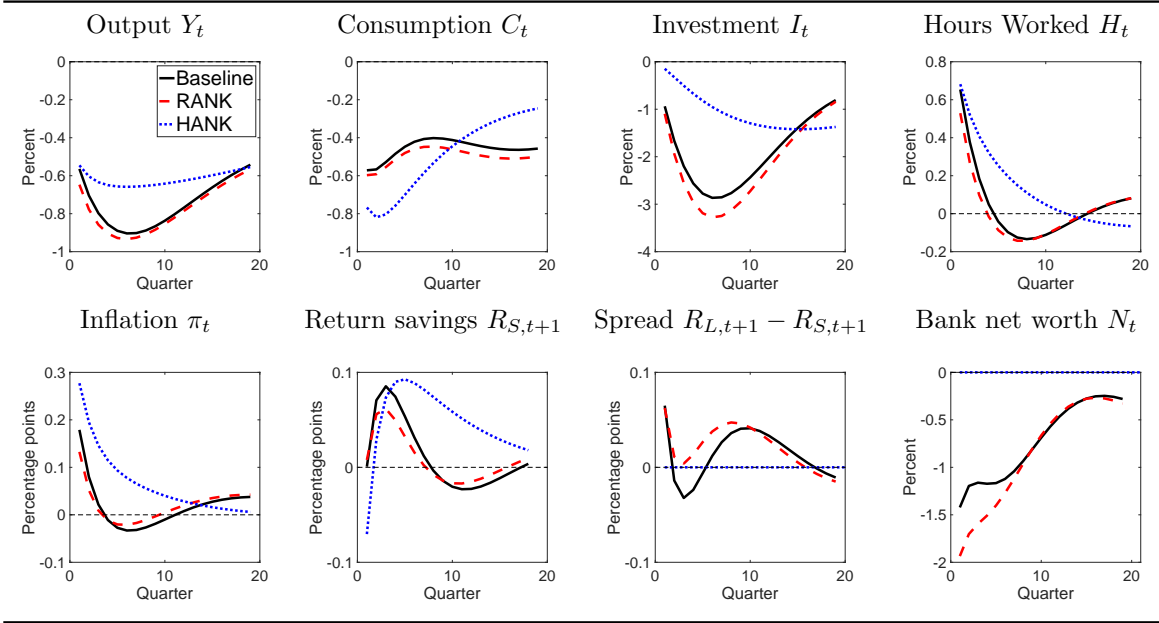 Output Y_t
Percent
0
-0.2
-0.4
-0.6
-0.8
-1
0 10 20
Quarter
Baseline
RANK
HANK
Consumption C_t
Percent
0
-0.2
-0.4
-0.6
-0.8
-1
0 10 20
Quarter
Investment I_t
Percent
0
-1
-2
-3
-4
0 10 20
Quarter
Hours Worked H_t
Percent
0.8
0.6
0.4
0.2
0
-0.2
0 10 20
Quarter
Inflation π_t
Percentage points
0.3
0.2
0.1
0
-0.1
0 10 20
Quarter
Return savings R_{S,t+1}
Percentage points
0.1
0
-0.1
0 10 20
Quarter
Spread R_{L,t+1} − R_{S,t+1}
Percentage points
0.1
0
-0.1
0 10 20
Quarter
Bank net worth N_t
Percent
0
-0.5
-1
-1.5
-2
0 10 20
Quarter